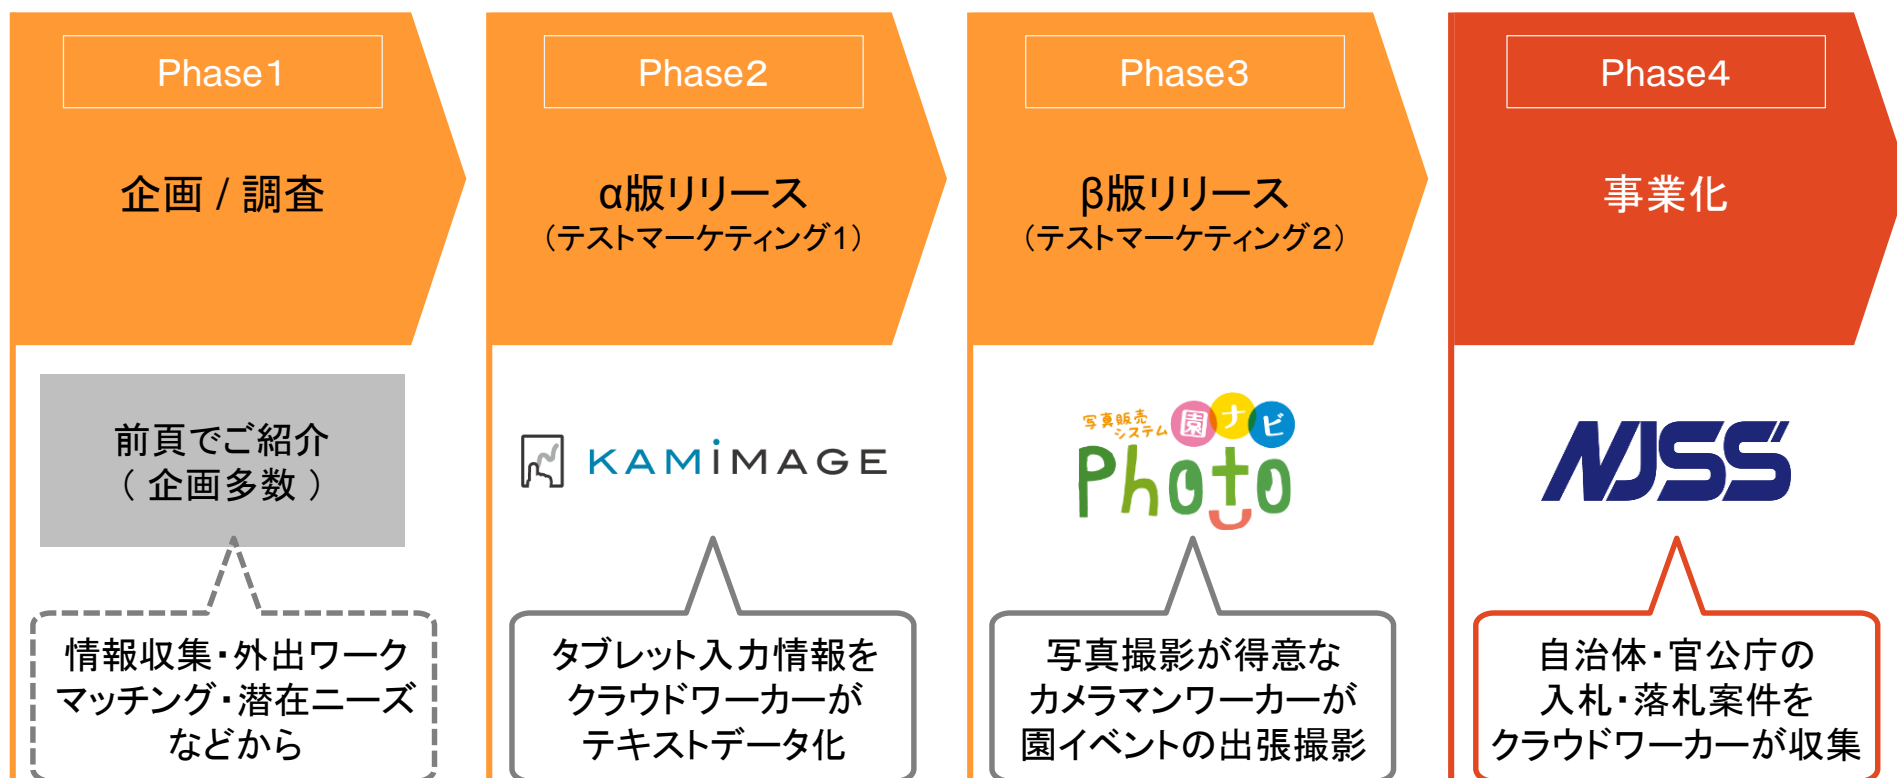 Phase1
企画 / 調査
前頁でご紹介
( 企画多数 )
情報収集・外出ワーク
マッチング・潜在ニーズ
などから
Phase2
α版リリース
(テストマーケティング1)
KAMiMAGE
タブレット入力情報を
クラウドワーカーが
テキストデータ化
Phase3
β版リリース
(テストマーケティング2)
写真販売
システム
園ナビ
Photo
写真撮影が得意な
カメラマンワーカーが
園イベントの出張撮影
Phase4
事業化
NJSS
自治体・官公庁の
入札・落札案件を
クラウドワーカーが収集